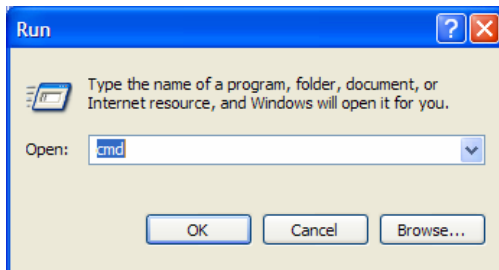 Run
Type the name of a program, folder, document, or
Internet resource, and Windows will open it for you.
Open: cmd
OK Cancel Browse...